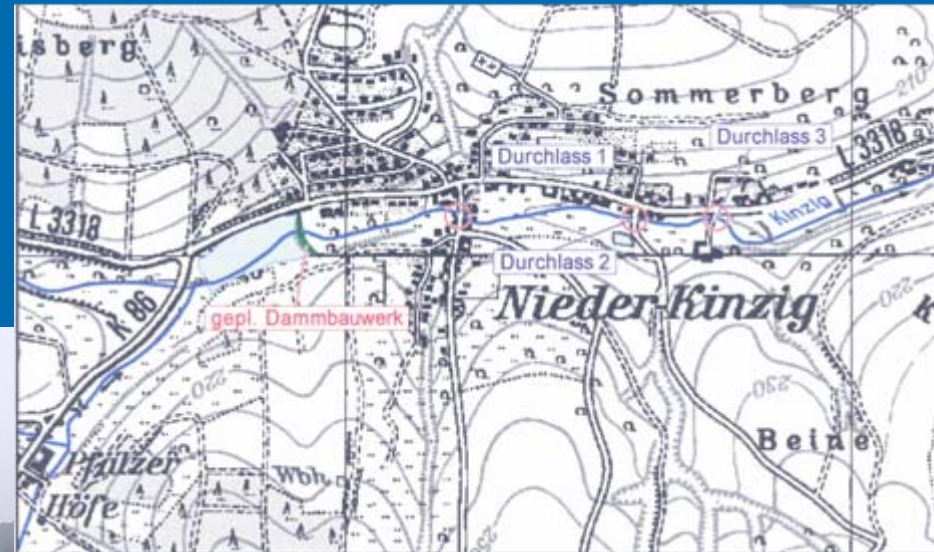 isberg
Sommerberg
210
Durchlass 3
Durchlass 1
L 3318
L 3318
Kinzig
Durchlass 2
Nieder-Kinzig
K 86
gepl. Dammbauwerk
220
220
230
Beine
Pfälzer
Höfe
Wbh.